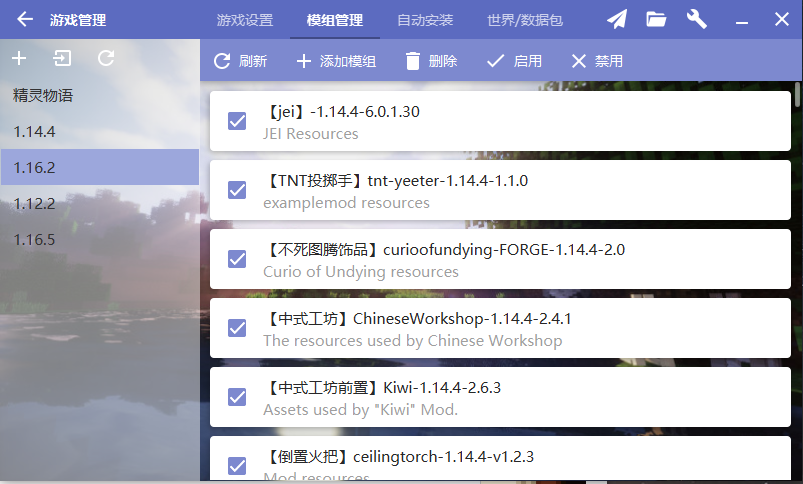 游戏管理
游戏设置 模组管理 自动安装 世界/数据包
刷新 添加模组 删除 启用 禁用
精灵物语
1.14.4
1.16.2
1.12.2
1.16.5
【jei】-1.14.4-6.0.1.30
JEI Resources
【TNT投掷手】tnt-yeeter-1.14.4-1.1.0
examplemod resources
【不死图腾饰品】curioofundying-FORGE-1.14.4-2.0
Curio of Undying resources
【中式工坊】ChineseWorkshop-1.14.4-2.4.1
The resources used by Chinese Workshop
【中式工坊前置】Kiwi-1.14.4-2.6.3
Assets used by "Kiwi" Mod.
【倒置火把】ceilingtorch-1.14.4-v1.2.3
Mod resources